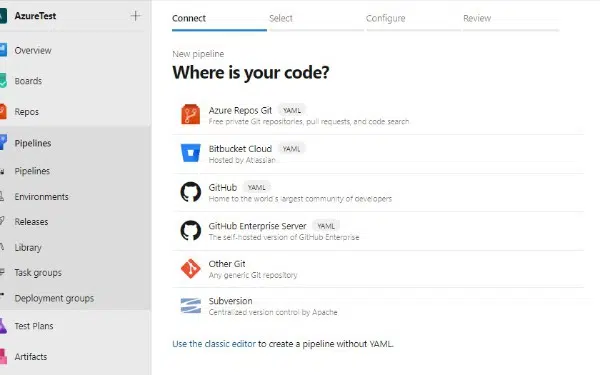 AzureTest
Overview
Boards
Repos
Pipelines
Pipelines
Environments
Releases
Library
Task groups
Deployment groups
Test Plans
Artifacts
Connect Select Configure Review
New pipeline
Where is your code?
Azure Repos Git YAML
Free private Git repositories, pull requests, and code search
Bitbucket Cloud YAML
Hosted by Atlassian
GitHub YAML
Home to the world's largest community of developers
GitHub Enterprise Server YAML
The self-hosted version of GitHub Enterprise
Other Git
Any generic Git repository
Subversion
Centralized version control by Apache
Use the classic editor to create a pipeline without YAML.